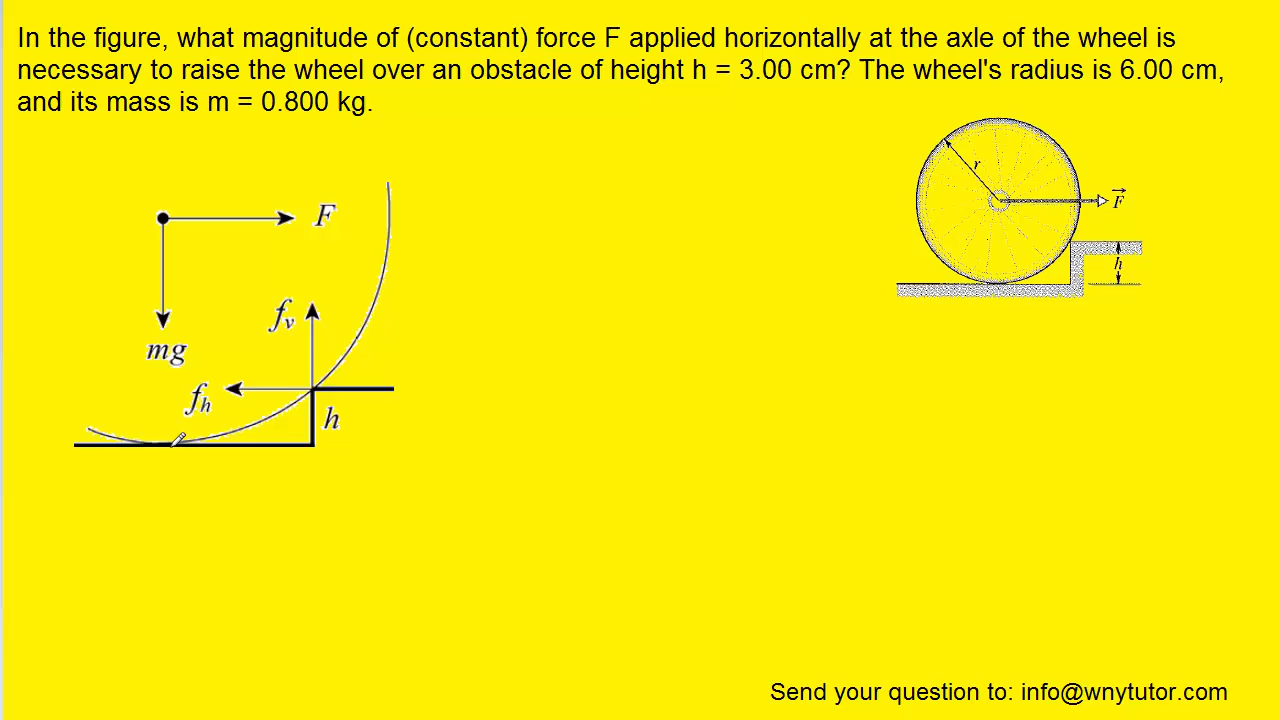 In the figure, what magnitude of (constant) force F applied horizontally at the axle of the wheel is
necessary to raise the wheel over an obstacle of height h = 3.00 cm? The wheel's radius is 6.00 cm,
and its mass is m = 0.800 kg.
r
F
h
F
fv
mg
fh
h
Send your question to: info@wnytutor.com